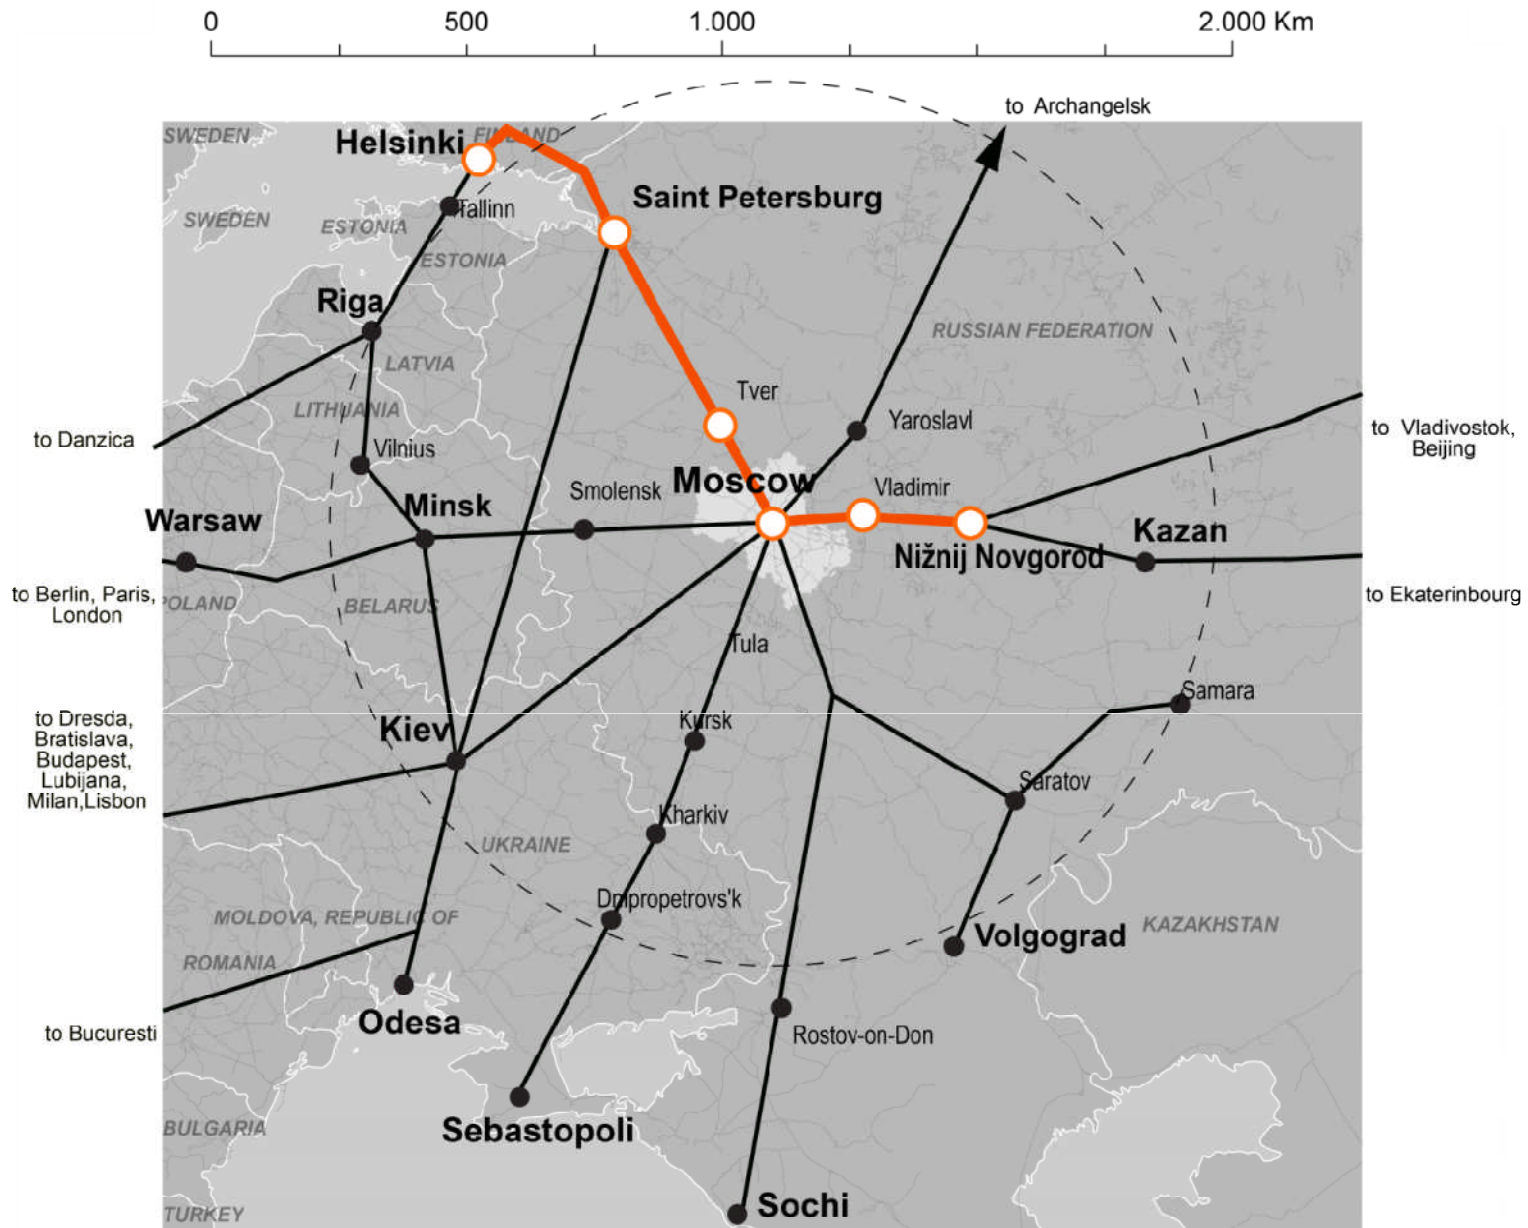 0 500 1.000 2.000 Km
to Archangelsk
SWEDEN
Helsinki
FINLAND
Saint Petersburg
SWEDEN
ESTONIA
Tallinn
ESTONIA
Riga
RUSSIAN FEDERATION
LATVIA
Tver
LITHUANIA
Yaroslavl
to Danzica
Vilnius
to Vladivostok,
Beijing
Moscow
Vladimir
Smolensk
Minsk
Warsaw
Kazan
Nižnij Novgorod
to Berlin, Paris,
London
POLAND
BELARUS
to Ekaterinbourg
Tula
Samara
to Dresda,
Bratislava,
Budapest,
Lubijana,
Milan,Lisbon
Kiev
Kursk
Saratov
Kharkiv
UKRAINE
Dnipropetrovs'k
MOLDOVA, REPUBLIC OF
KAZAKHSTAN
Volgograd
ROMANIA
Odesa
to Bucuresti
Rostov-on-Don
BULGARIA
Sebastopoli
Sochi
TURKEY